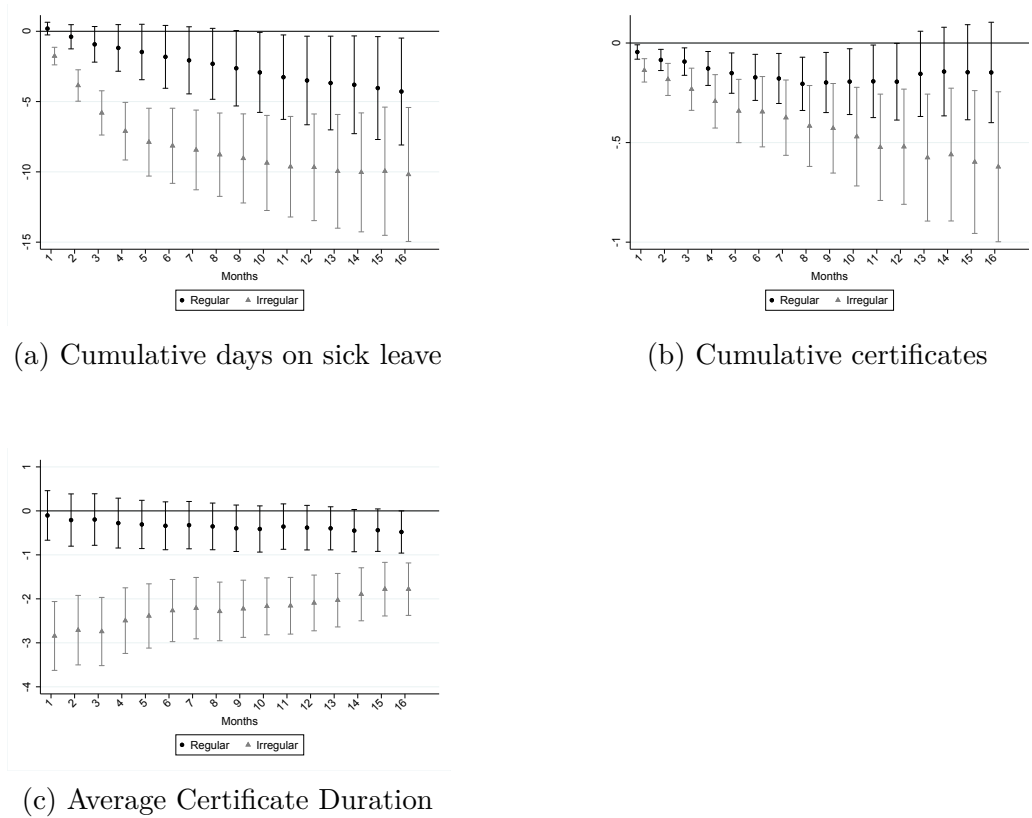 0
-5
-10
-15
1 2 3 4 5 6 7 8 9 10 11 12 13 14 15 16
Months
Regular Irregular
(a) Cumulative days on sick leave
0
-.5
-1
1 2 3 4 5 6 7 8 9 10 11 12 13 14 15 16
Months
Regular Irregular
(b) Cumulative certificates
1
0
-1
-2
-3
-4
1 2 3 4 5 6 7 8 9 10 11 12 13 14 15 16
Months
Regular Irregular
(c) Average Certificate Duration